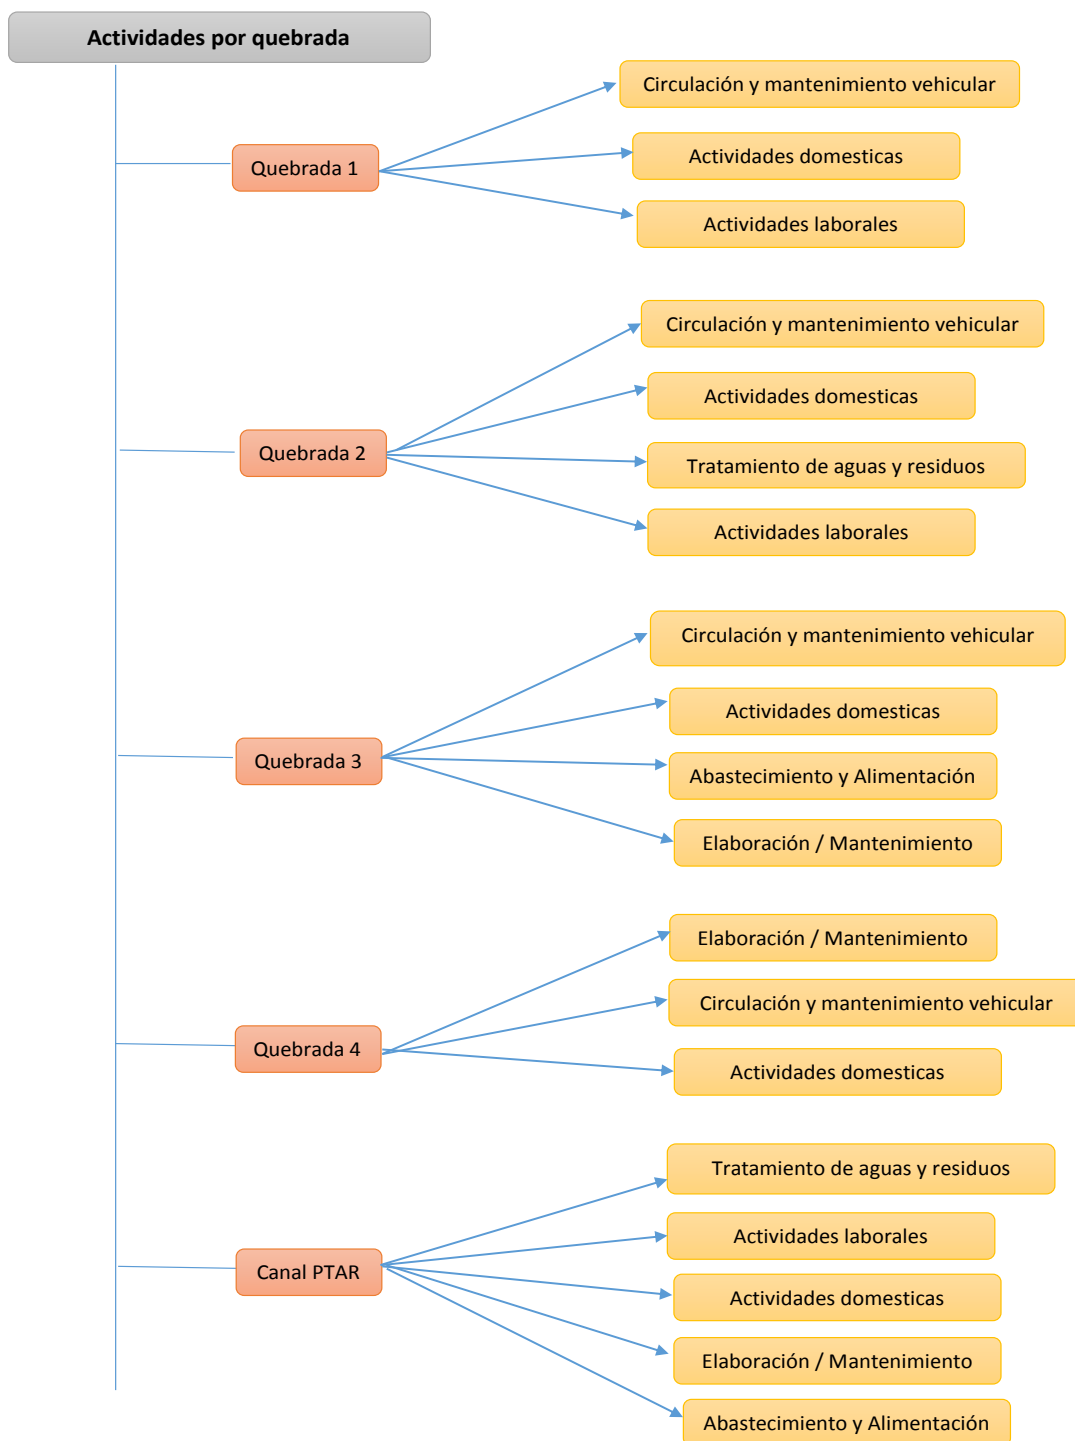 Actividades por quebrada
Quebrada 1
Circulación y mantenimiento vehicular
Actividades domesticas
Actividades laborales
Quebrada 2
Circulación y mantenimiento vehicular
Actividades domesticas
Tratamiento de aguas y residuos
Actividades laborales
Quebrada 3
Circulación y mantenimiento vehicular
Actividades domesticas
Abastecimiento y Alimentación
Elaboración / Mantenimiento
Quebrada 4
Elaboración / Mantenimiento
Circulación y mantenimiento vehicular
Actividades domesticas
Canal PTAR
Tratamiento de aguas y residuos
Actividades laborales
Actividades domesticas
Elaboración / Mantenimiento
Abastecimiento y Alimentación